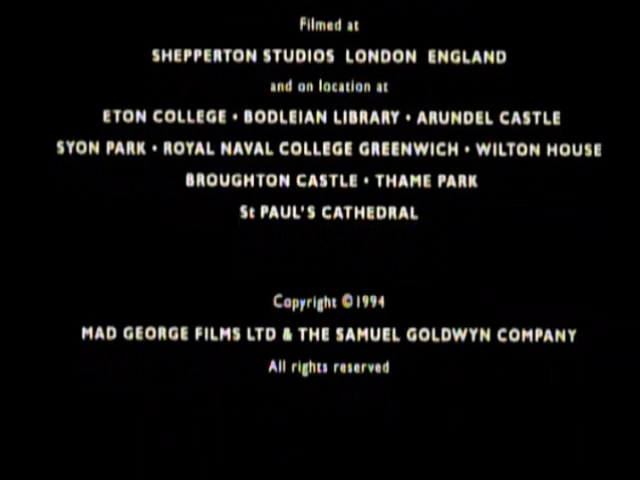 Filmed at
SHEPPERTON STUDIOS LONDON ENGLAND
and on location at
ETON COLLEGE • BODLEIAN LIBRARY • ARUNDEL CASTLE
SYON PARK • ROYAL NAVAL COLLEGE GREENWICH • WILTON HOUSE
BROUGHTON CASTLE • THAME PARK
St PAUL'S CATHEDRAL
Copyright ©1994
MAD GEORGE FILMS LTD & THE SAMUEL GOLDWYN COMPANY
All rights reserved